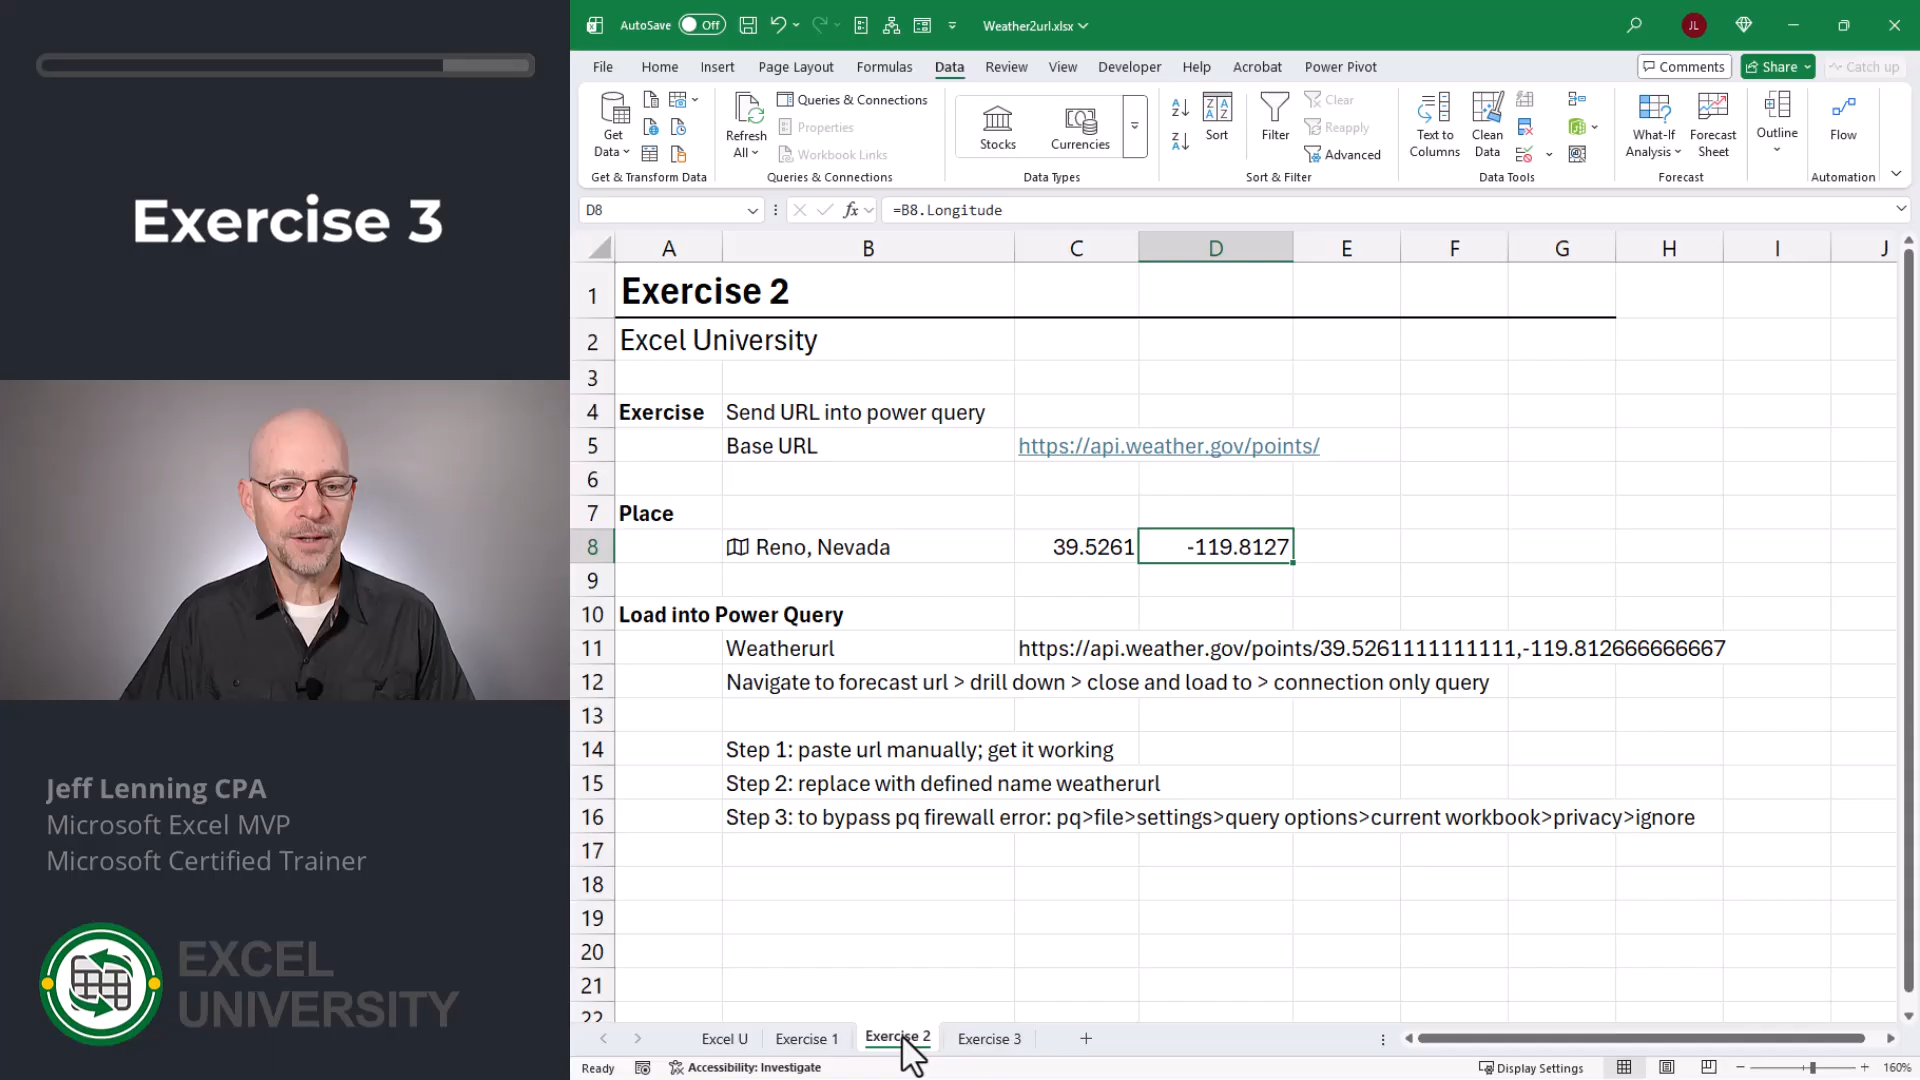 Exercise 3
Jeff Lenning CPA
Microsoft Excel MVP
Microsoft Certified Trainer
EXCEL
UNIVERSITY
AutoSave Off Weather2url.xlsx JL
File Home Insert Page Layout Formulas Data Review View Developer Help Acrobat Power Pivot Comments Share Catch up
Get Data Refresh All Queries & Connections Properties Workbook Links Stocks Currencies Sort Filter Clear Reapply Advanced Text to Columns Clean Data What-If Analysis Forecast Sheet Outline Flow
Get & Transform Data Queries & Connections Data Types Sort & Filter Data Tools Forecast Automation
D8 fx =B8.Longitude
A B C D E F G H I J
1 Exercise 2
2 Excel University
3
4 Exercise Send URL into power query
5 Base URL https://api.weather.gov/points/
6
7 Place
8 Reno, Nevada 39.5261 -119.8127
9
10 Load into Power Query
11 Weatherurl https://api.weather.gov/points/39.5261111111111,-119.812666666667
12 Navigate to forecast url > drill down > close and load to > connection only query
13
14 Step 1: paste url manually; get it working
15 Step 2: replace with defined name weatherurl
16 Step 3: to bypass pq firewall error: pq>file>settings>query options>current workbook>privacy>ignore
17
18
19
20
21
22
Excel U Exercise 1 Exercise 2 Exercise 3
Ready Accessibility: Investigate Display Settings 160%